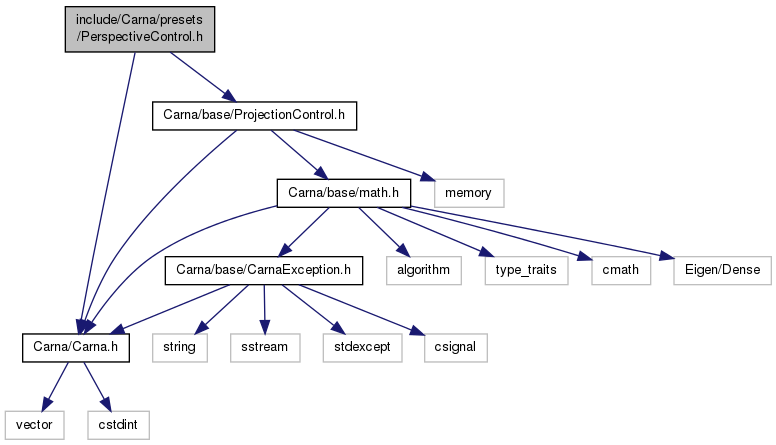 include/Carna/presets
/PerspectiveControl.h
Carna/base/ProjectionControl.h
Carna/base/math.h
memory
Carna/base/CarnaException.h
algorithm
type_traits
cmath
Eigen/Dense
Carna/Carna.h
string
sstream
stdexcept
csignal
vector
cstdint